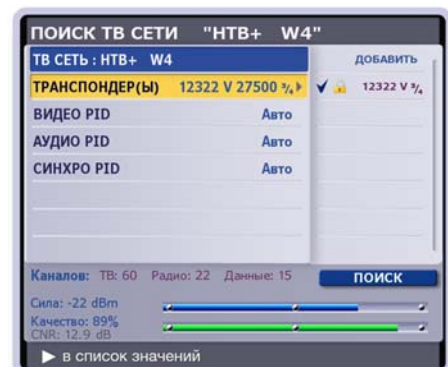 ПОИСК ТВ СЕТИ "НТВ+ W4"
ТВ СЕТЬ : НТВ+ W4
ДОБАВИТЬ
ТРАНСПОНДЕР(Ы) 12322 V 27500 ¾
12322 V ¾
ВИДЕО PID Авто
АУДИО PID Авто
СИНХРО PID Авто
Каналов: ТВ: 60 Радио: 22 Данные: 15
ПОИСК
Сила: -22 dBm
Качество: 89%
CNR: 12.9 dB
в список значений